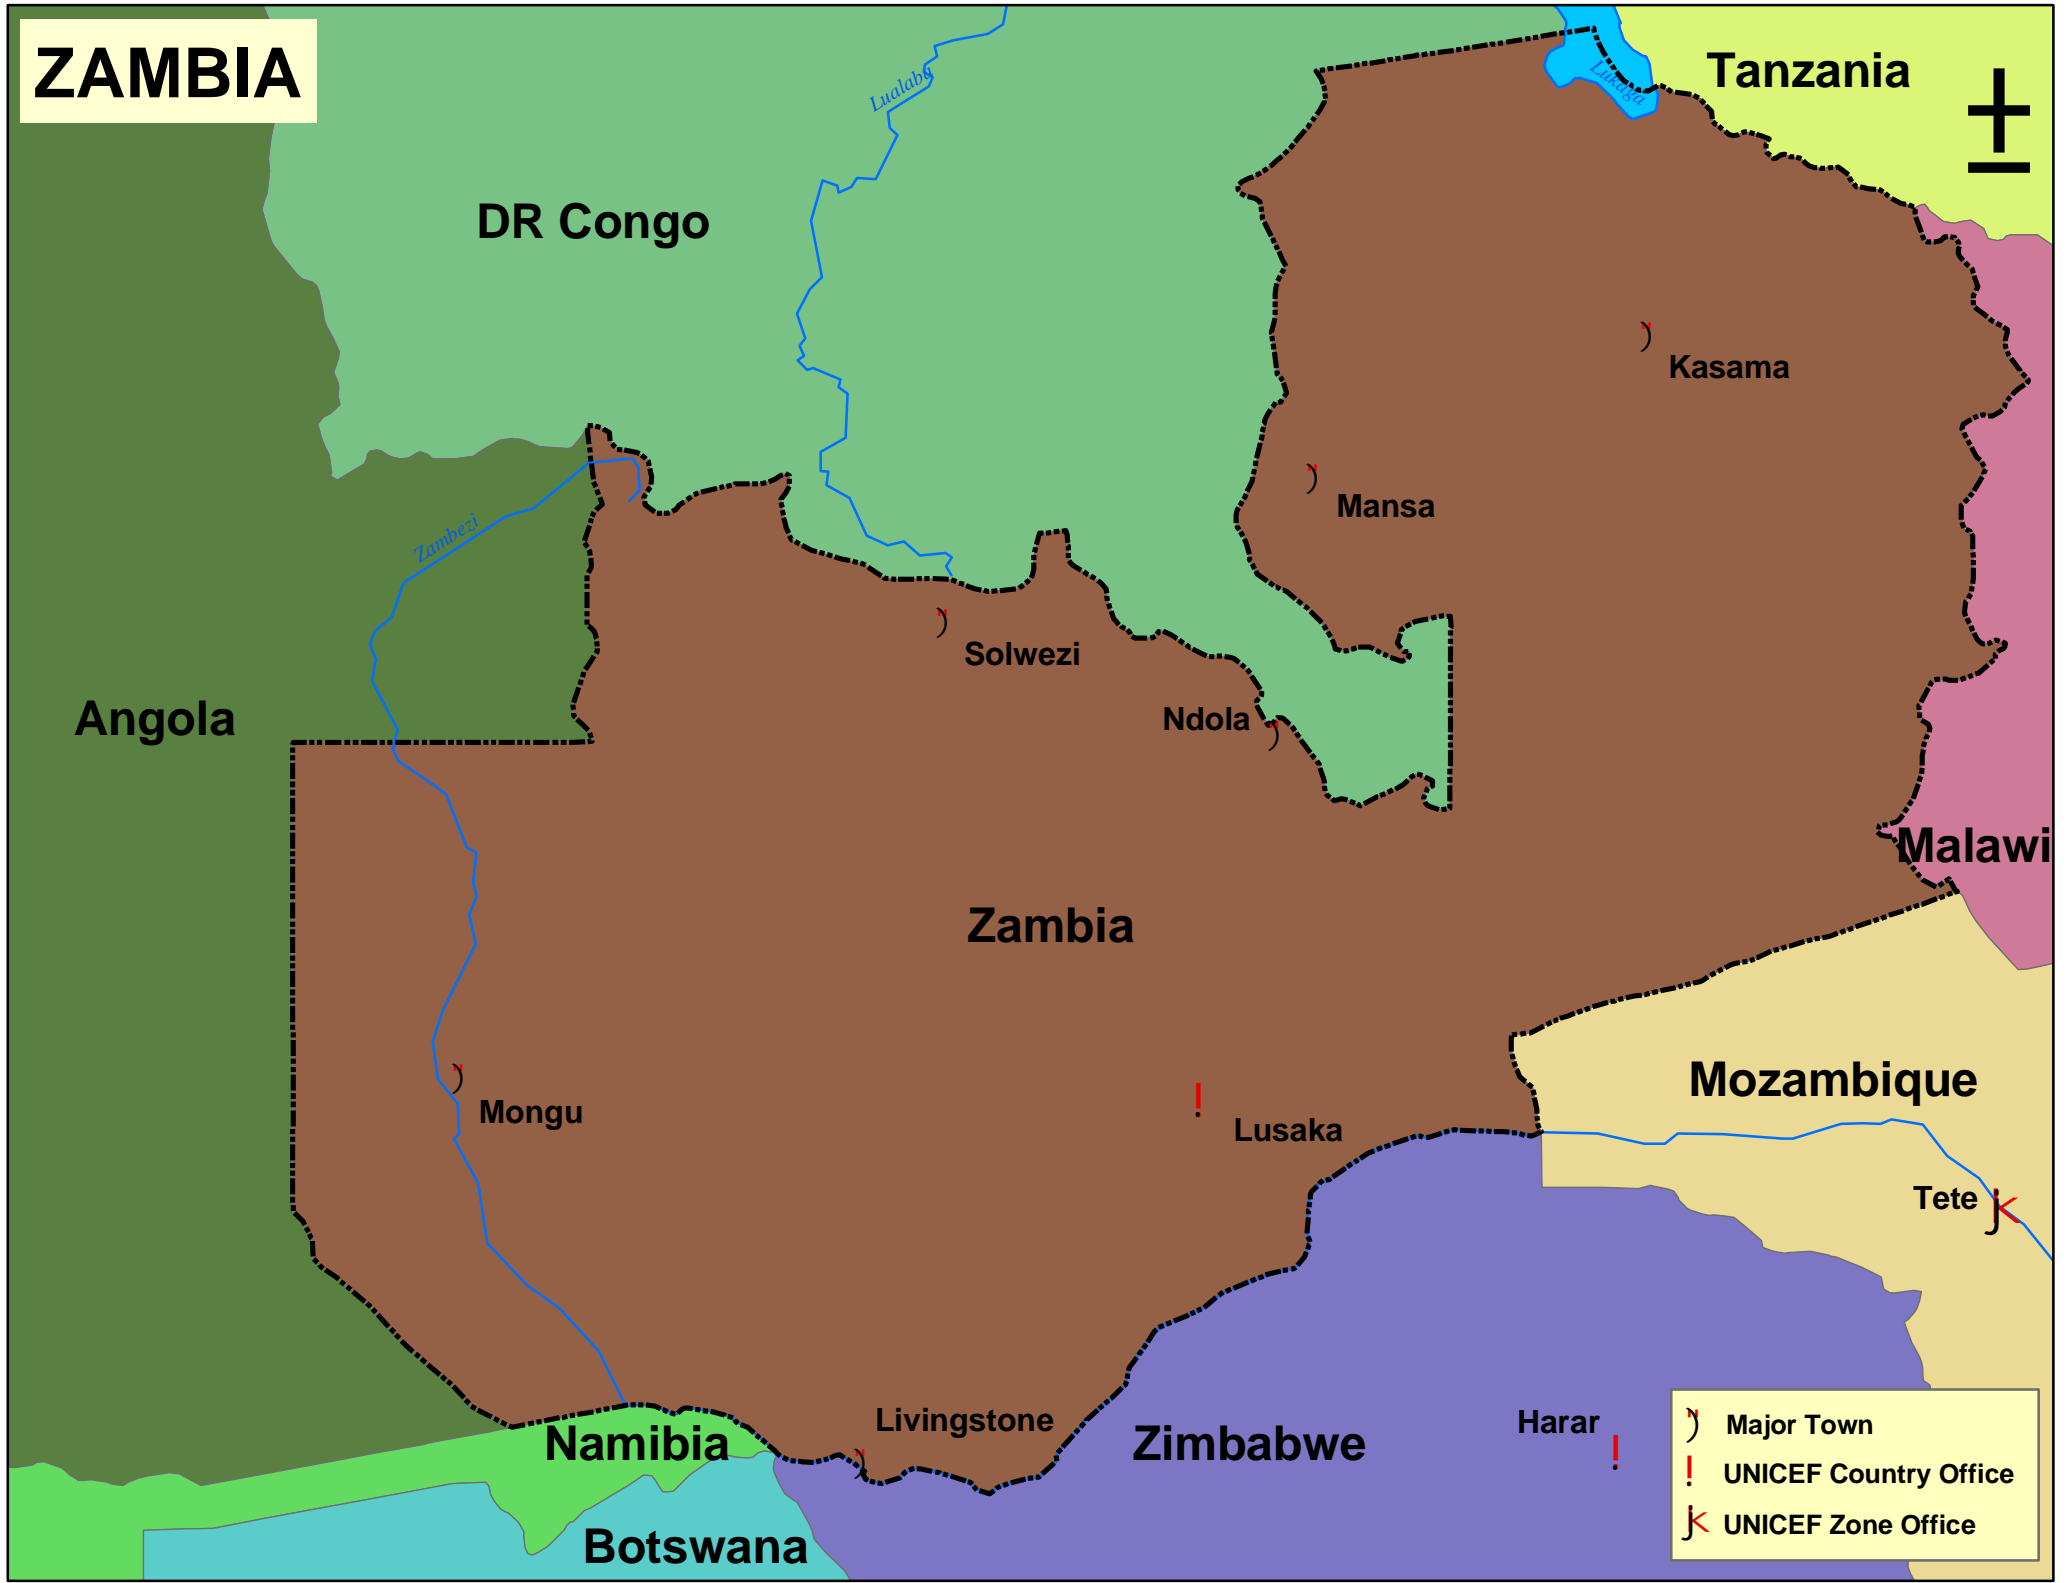 ZAMBIA
Tanzania
Lualaba
Lukaga
DR Congo
Kasama
Mansa
Zambezi
Solwezi
Ndola
Angola
Malawi
Zambia
Mozambique
Mongu
Lusaka
Tete
Livingstone
Namibia
Zimbabwe
Harar
Botswana
Major Town
UNICEF Country Office
UNICEF Zone Office